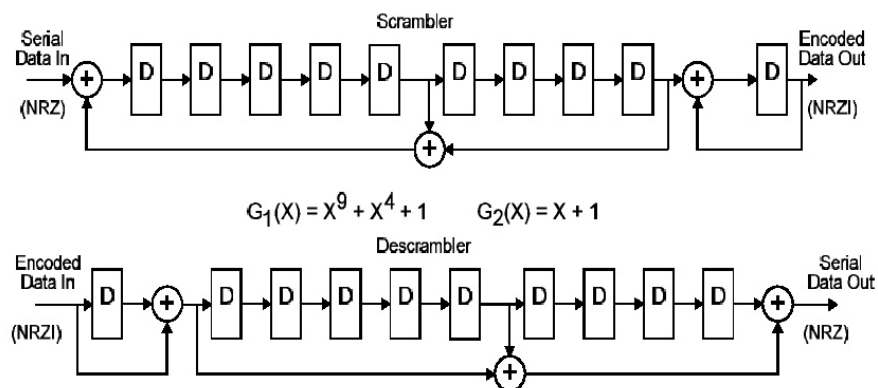 Scrambler
Serial
Data In
(NRZ)
D D D D D D D D D D
+ + +
Encoded
Data Out
(NRZI)
G₁(X) = X⁹ + X⁴ + 1 G₂(X) = X + 1
Descrambler
Encoded
Data In
(NRZI)
D D D D D D D D D D
+ + +
Serial
Data Out
(NRZ)